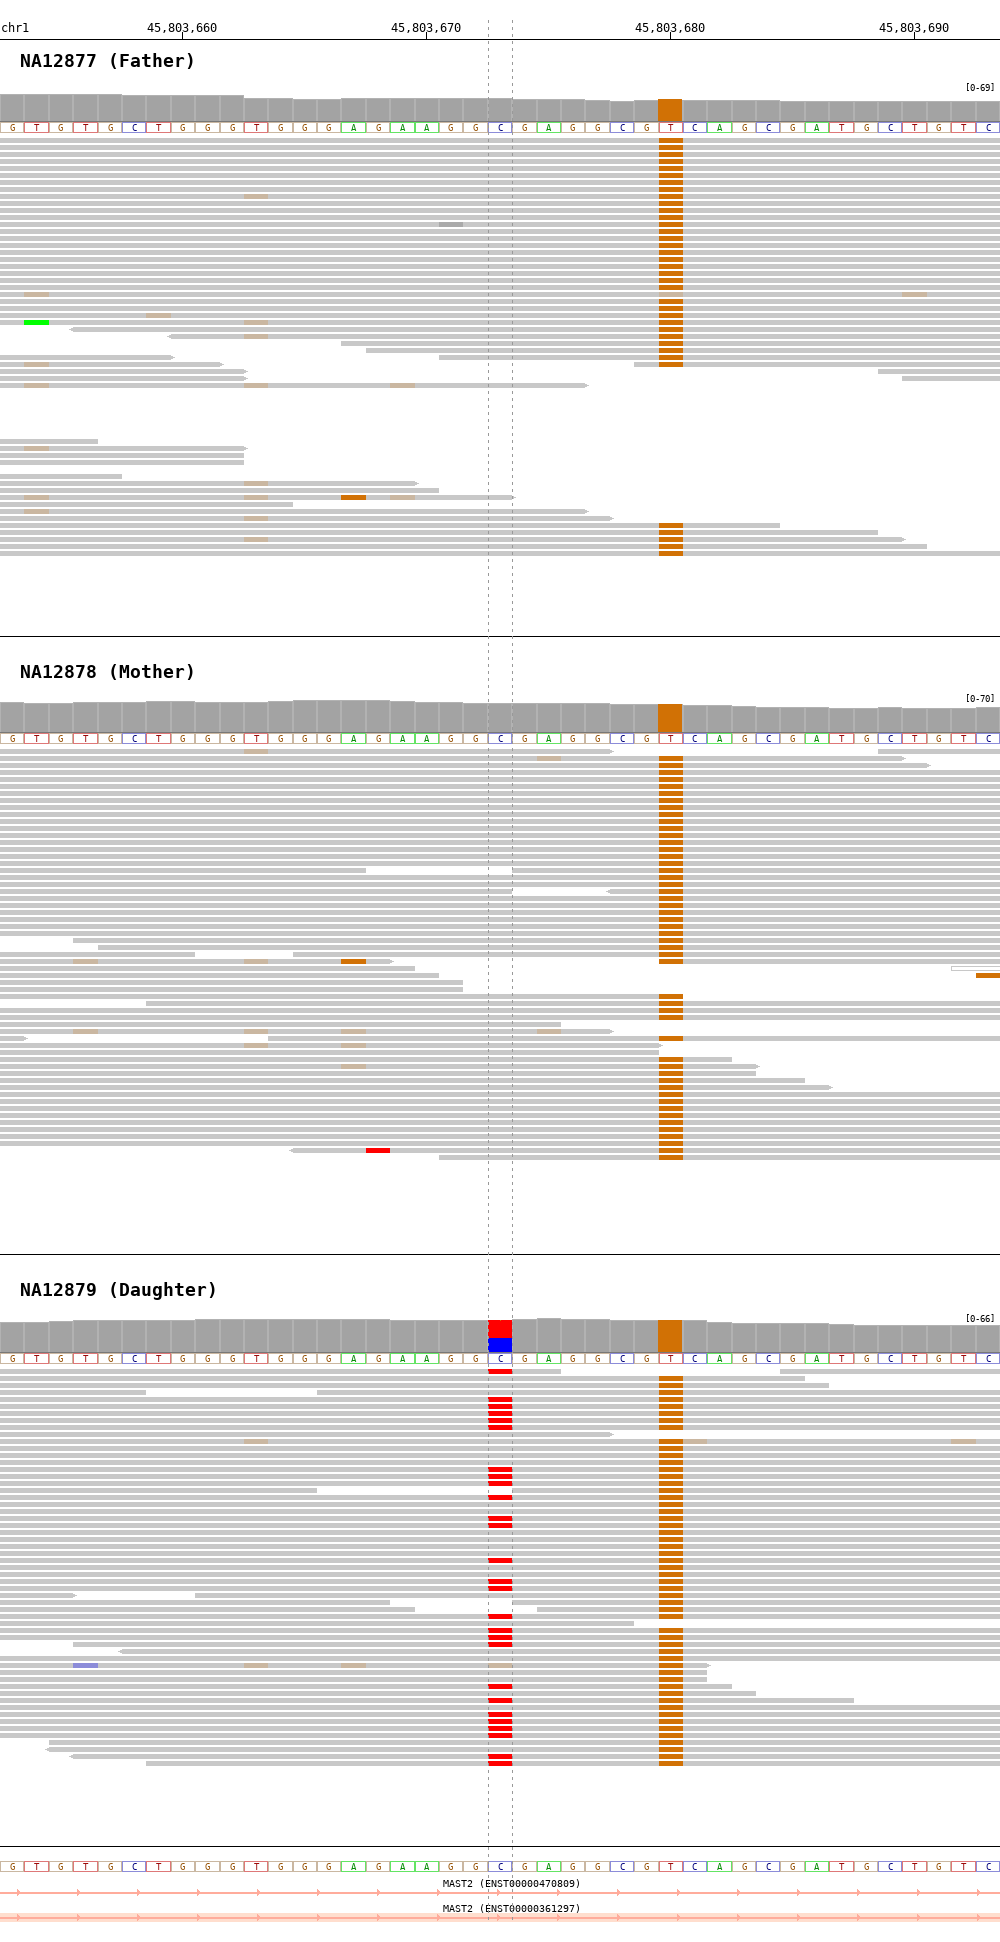 chr1 45,803,660 45,803,670 45,803,680 45,803,690
NA12877 (Father)
[0-69]
G T G T G C T G G G T G G G A G A A G G C G A G G C G T C A G C G A T G C T G T C
NA12878 (Mother)
[0-70]
G T G T G C T G G G T G G G A G A A G G C G A G G C G T C A G C G A T G C T G T C
NA12879 (Daughter)
[0-66]
G T G T G C T G G G T G G G A G A A G G C G A G G C G T C A G C G A T G C T G T C
G T G T G C T G G G T G G G A G A A G G C G A G G C G T C A G C G A T G C T G T C
MAST2 (ENST00000470809)
MAST2 (ENST00000361297)